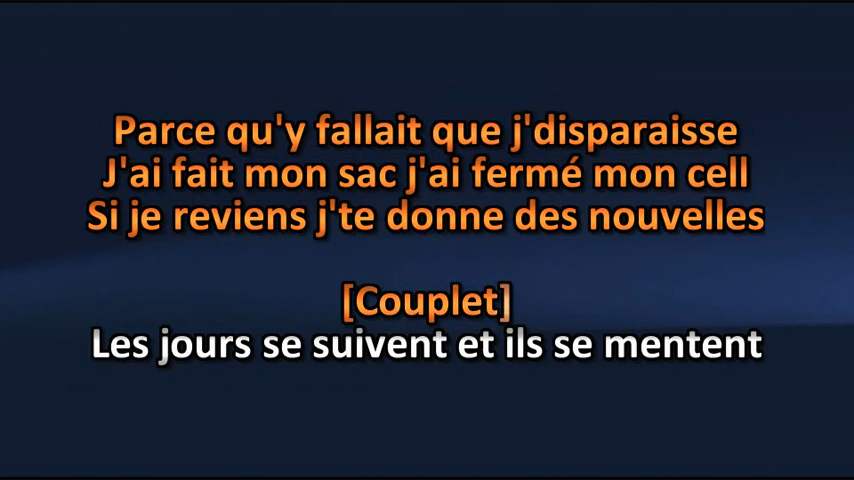 Parce qu'y fallait que j'disparaisse
J'ai fait mon sac j'ai fermé mon cell
Si je reviens j'te donne des nouvelles
[Couplet]
Les jours se suivent et ils se mentent